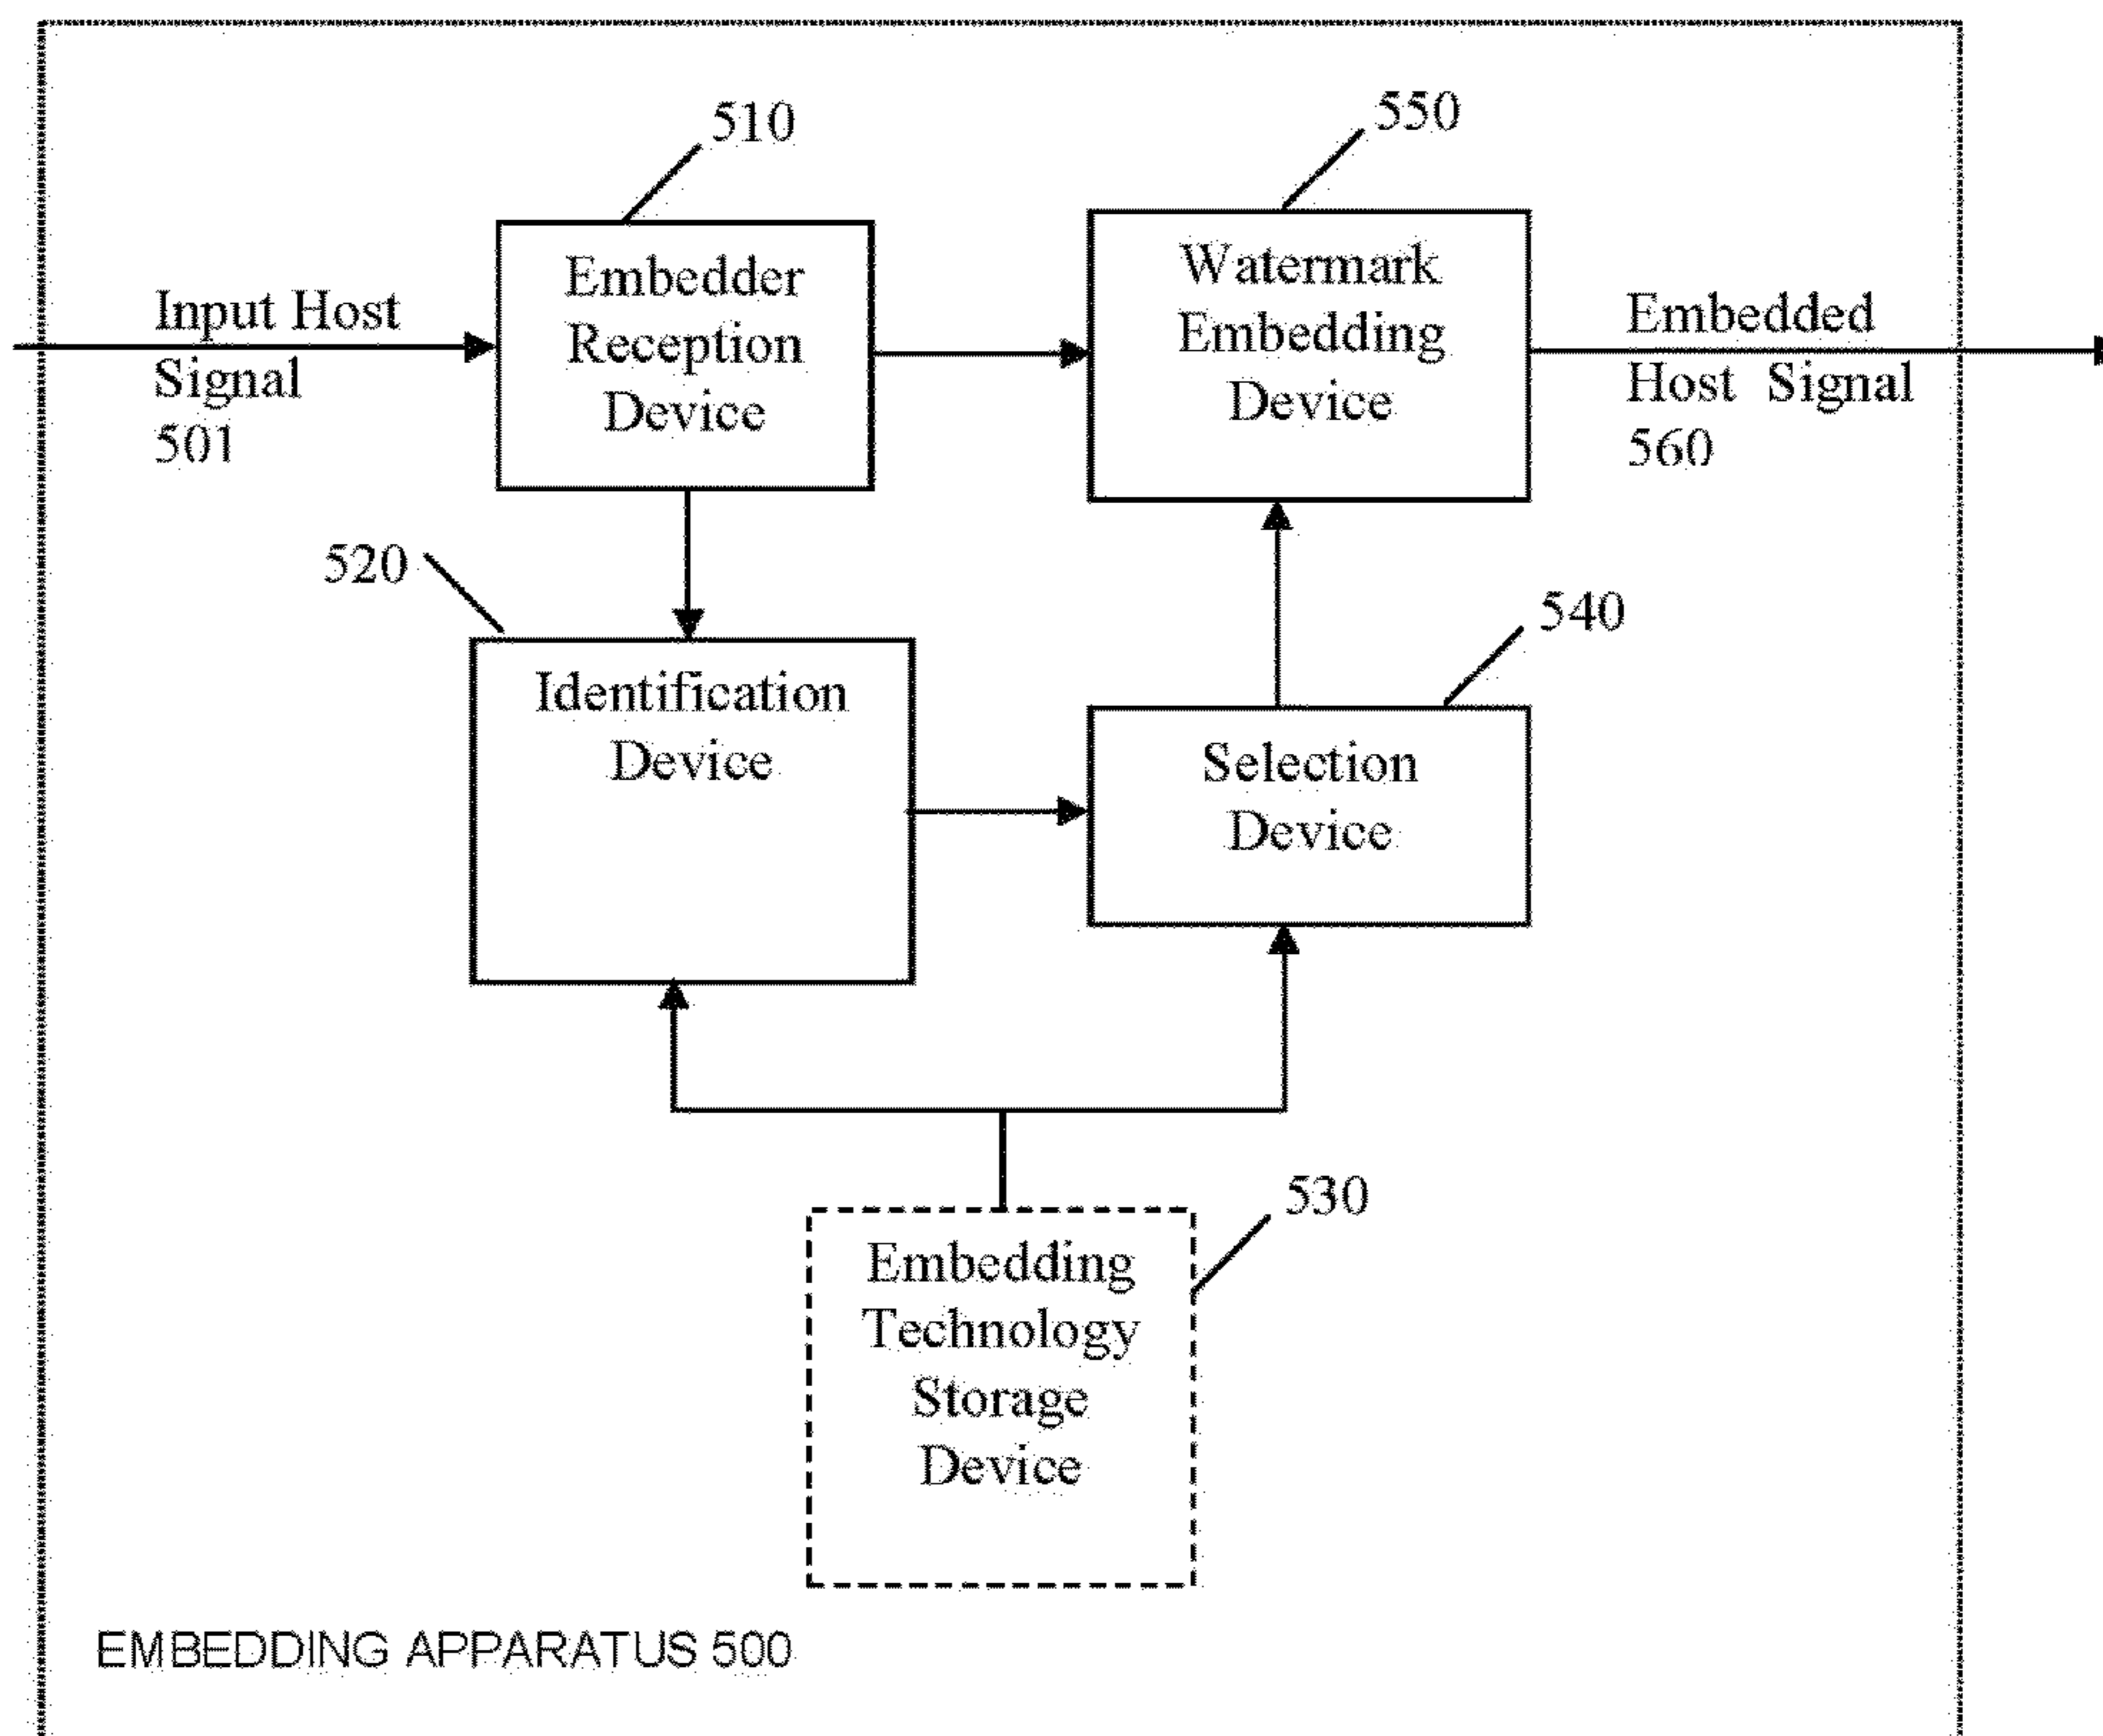 510
550
Input Host
Signal
501
Embedder
Reception
Device
Watermark
Embedding
Device
Embedded
Host Signal
560
520
540
Identification
Device
Selection
Device
530
Embedding
Technology
Storage
Device
EMBEDDING APPARATUS 500